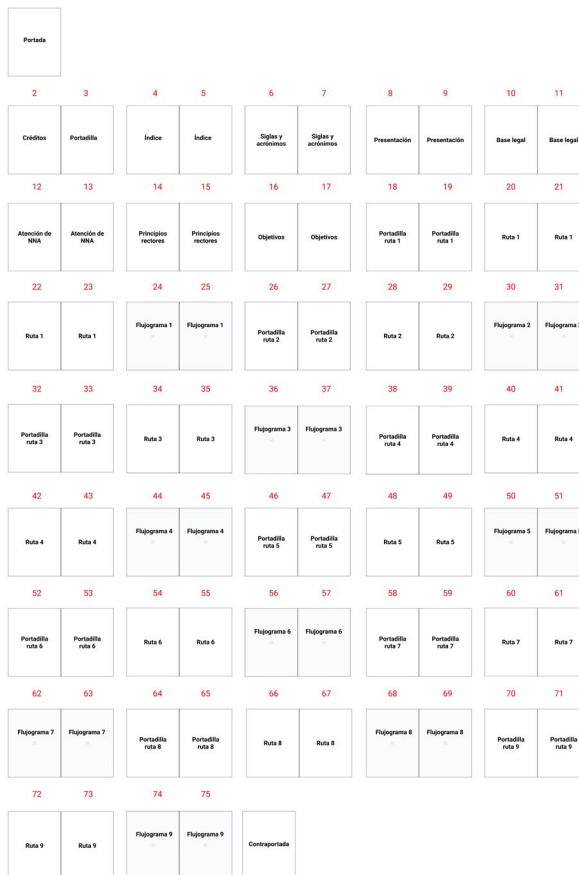 Portada
2 3 4 5 6 7 8 9 10 11
Créditos Portadilla Índice Índice Siglas y acrónimos Siglas y acrónimos Presentación Presentación Base legal Base legal
12 13 14 15 16 17 18 19 20 21
Atención de NNA Atención de NNA Principios rectores Principios rectores Objetivos Objetivos Portadilla ruta 1 Portadilla ruta 1 Ruta 1 Ruta 1
22 23 24 25 26 27 28 29 30 31
Ruta 1 Ruta 1 Flujograma 1 Flujograma 1 Portadilla ruta 2 Portadilla ruta 2 Ruta 2 Ruta 2 Flujograma 2 Flujograma 2
32 33 34 35 36 37 38 39 40 41
Portadilla ruta 3 Portadilla ruta 3 Ruta 3 Ruta 3 Flujograma 3 Flujograma 3 Portadilla ruta 4 Portadilla ruta 4 Ruta 4 Ruta 4
42 43 44 45 46 47 48 49 50 51
Ruta 4 Ruta 4 Flujograma 4 Flujograma 4 Portadilla ruta 5 Portadilla ruta 5 Ruta 5 Ruta 5 Flujograma 5 Flujograma 5
52 53 54 55 56 57 58 59 60 61
Portadilla ruta 6 Portadilla ruta 6 Ruta 6 Ruta 6 Flujograma 6 Flujograma 6 Portadilla ruta 7 Portadilla ruta 7 Ruta 7 Ruta 7
62 63 64 65 66 67 68 69 70 71
Flujograma 7 Flujograma 7 Portadilla ruta 8 Portadilla ruta 8 Ruta 8 Ruta 8 Flujograma 8 Flujograma 8 Portadilla ruta 9 Portadilla ruta 9
72 73 74 75
Ruta 9 Ruta 9 Flujograma 9 Flujograma 9 Contraportada